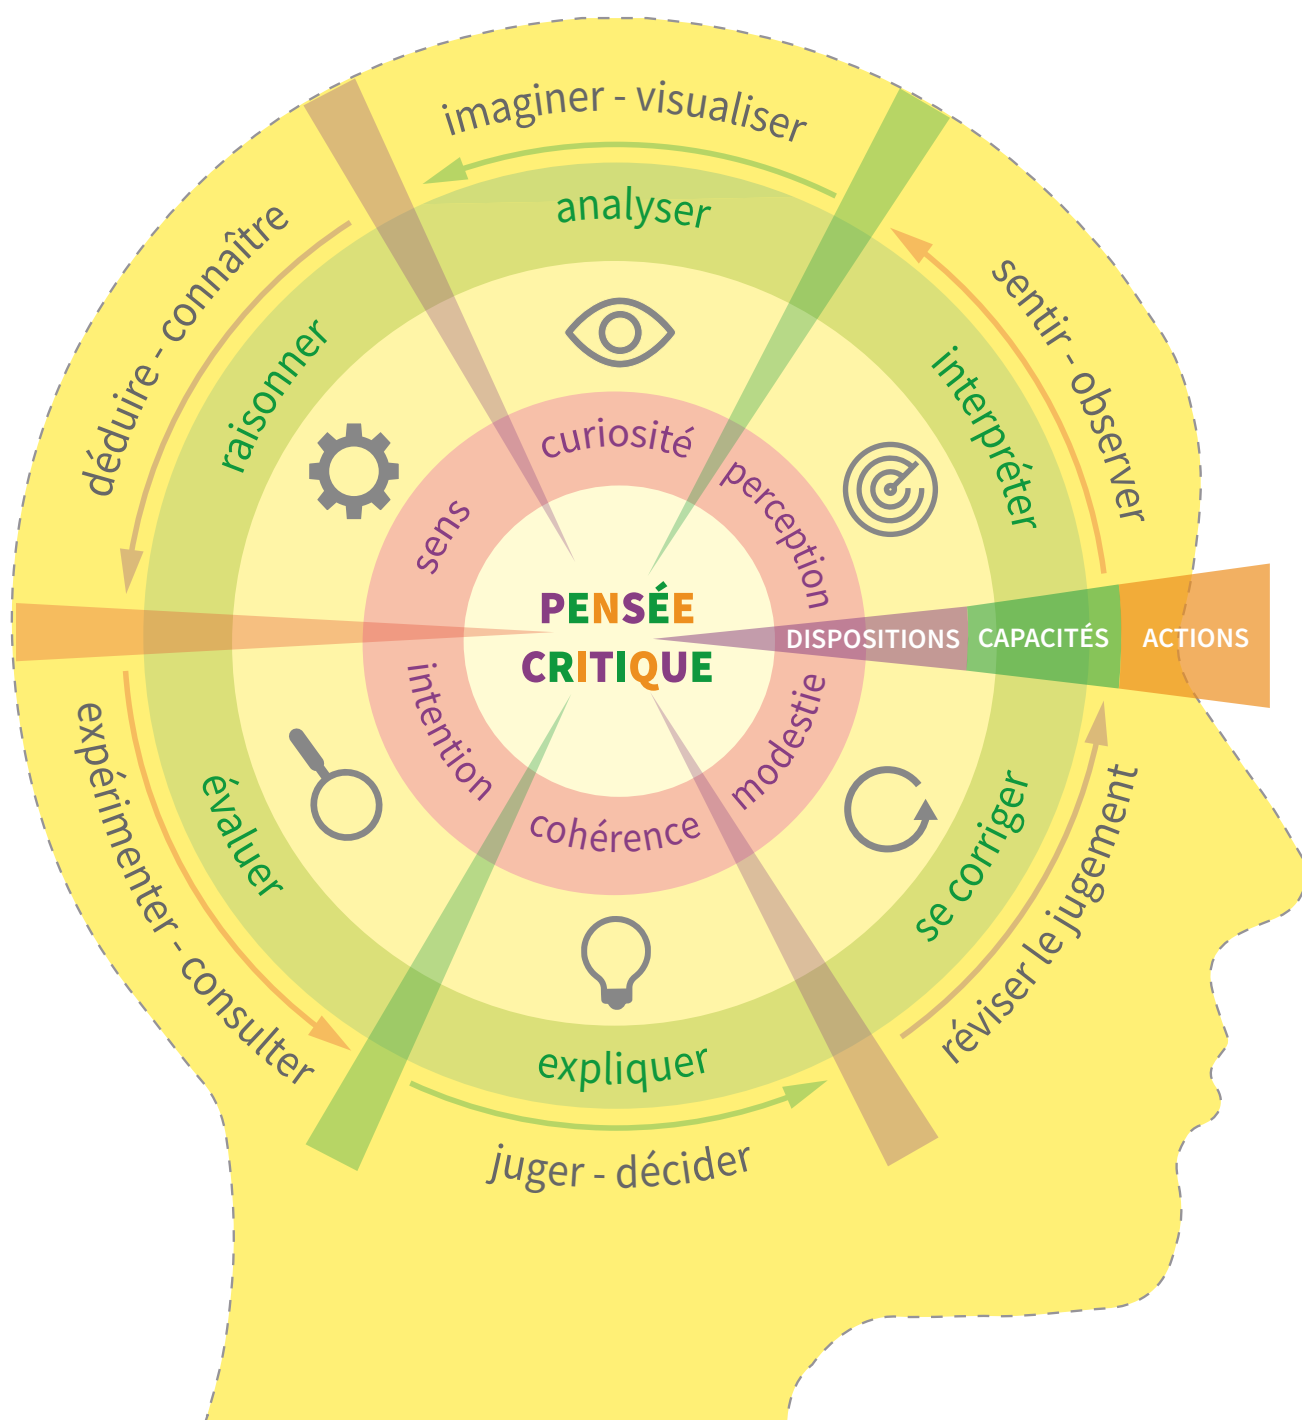 imaginer - visualiser
analyser
curiosité
sentir - observer
interpréter
perception
déduire - connaître
raisonner
sens
PENSÉE
CRITIQUE
DISPOSITIONS
CAPACITÉS
ACTIONS
expérimenter - consulter
évaluer
intention
cohérence
expliquer
juger - décider
modestie
se corriger
réviser le jugement